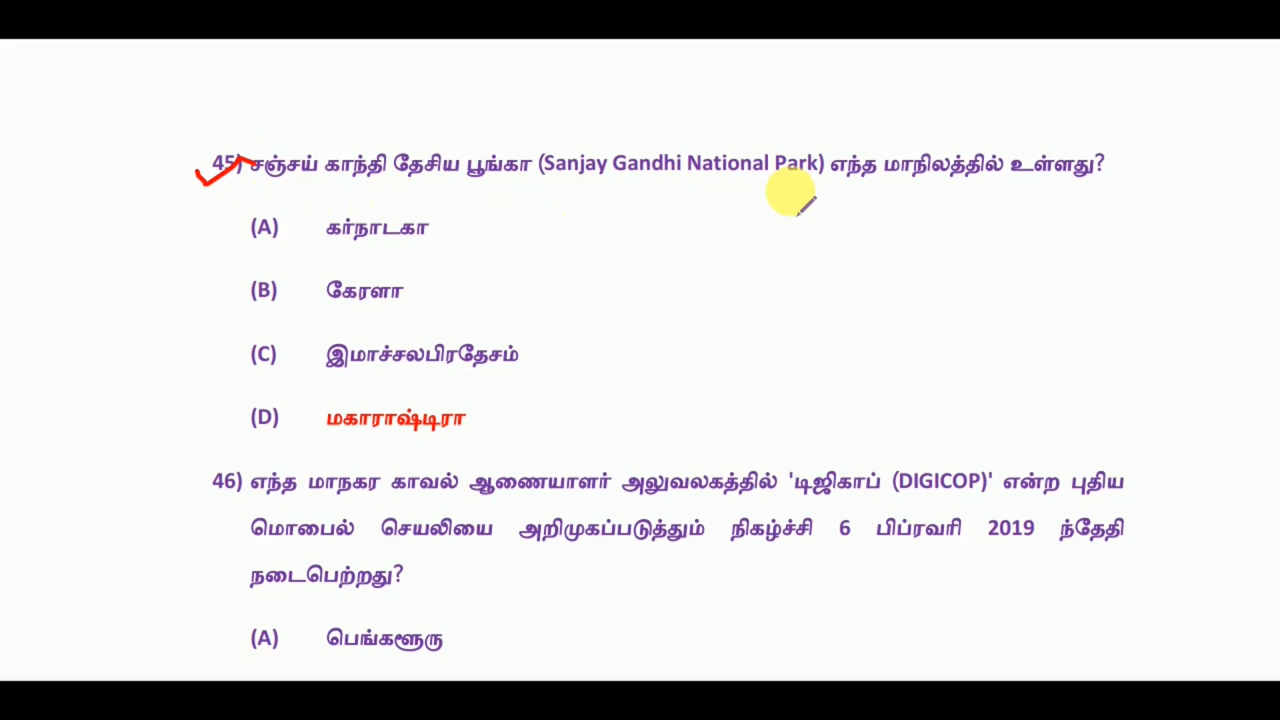 45) சஞ்சய் காந்தி தேசிய பூங்கா (Sanjay Gandhi National Park) எந்த மாநிலத்தில் உள்ளது?
(A) கர்நாடகா
(B) கேரளா
(C) இமாச்சலபிரதேசம்
(D) மகாராஷ்டிரா
46) எந்த மாநகர காவல் ஆணையாளர் அலுவலகத்தில் 'டிஜிகாப் (DIGICOP)' என்ற புதிய
மொபைல் செயலியை அறிமுகப்படுத்தும் நிகழ்ச்சி 6 பிப்ரவரி 2019 ந்தேதி
நடைபெற்றது?
(A) பெங்களூரு